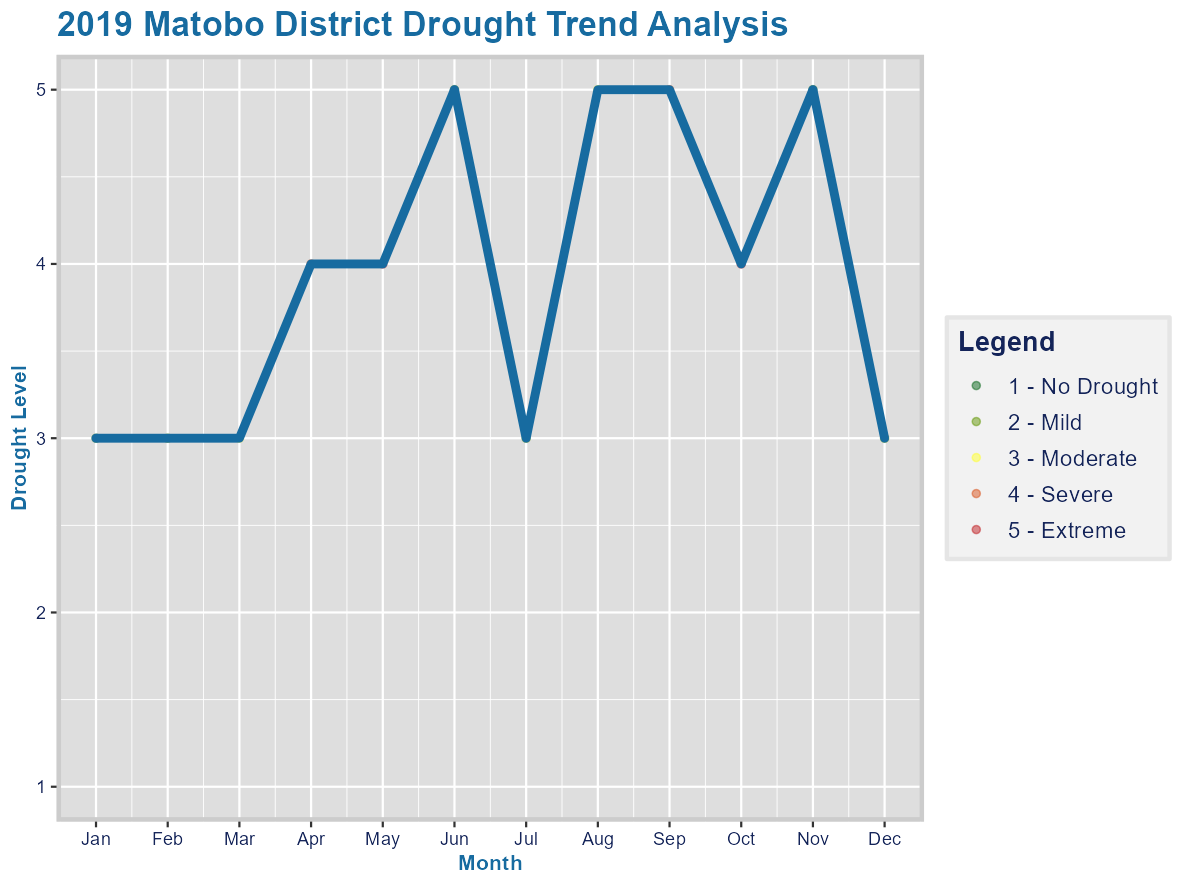 2019 Matobo District Drought Trend Analysis
Drought Level
5
4
3
2
1
Jan Feb Mar Apr May Jun Jul Aug Sep Oct Nov Dec
Month
Legend
1 - No Drought
2 - Mild
3 - Moderate
4 - Severe
5 - Extreme